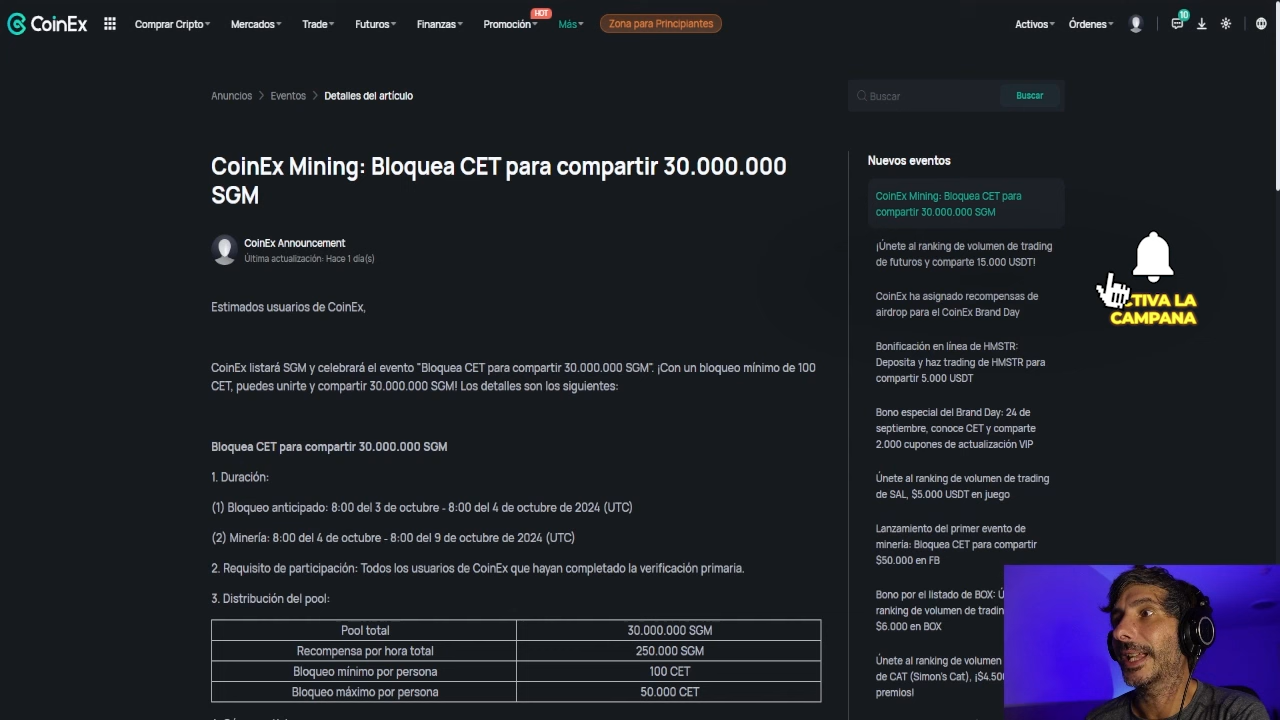 CoinEx
Comprar Cripto
Mercados
Trade
Futuros
Finanzas
Promoción
HOT
Más
Zona para Principiantes
Activos
Órdenes
10
Anuncios > Eventos > Detalles del artículo
Buscar
Buscar
CoinEx Mining: Bloquea CET para compartir 30.000.000
SGM
CoinEx Announcement
Última actualización: Hace 1 día(s)
Estimados usuarios de CoinEx,
CoinEx listará SGM y celebrará el evento "Bloquea CET para compartir 30.000.000 SGM". ¡Con un bloqueo mínimo de 100
CET, puedes unirte y compartir 30.000.000 SGM! Los detalles son los siguientes:
Bloquea CET para compartir 30.000.000 SGM
1. Duración:
(1) Bloqueo anticipado: 8:00 del 3 de octubre - 8:00 del 4 de octubre de 2024 (UTC)
(2) Minería: 8:00 del 4 de octubre - 8:00 del 9 de octubre de 2024 (UTC)
2. Requisito de participación: Todos los usuarios de CoinEx que hayan completado la verificación primaria.
3. Distribución del pool:
Pool total 30.000.000 SGM
Recompensa por hora total 250.000 SGM
Bloqueo mínimo por persona 100 CET
Bloqueo máximo por persona 50.000 CET
Nuevos eventos
CoinEx Mining: Bloquea CET para
compartir 30.000.000 SGM
¡Únete al ranking de volumen de trading
de futuros y comparte 15.000 USDT!
CoinEx ha asignado recompensas de
airdrop para el CoinEx Brand Day
Bonificación en línea de HMSTR:
Deposita y haz trading de HMSTR para
compartir 5.000 USDT
Bono especial del Brand Day: 24 de
septiembre, conoce CET y comparte
2.000 cupones de actualización VIP
Únete al ranking de volumen de trading
de SAL, $5.000 USDT en juego
Lanzamiento del primer evento de
minería: Bloquea CET para compartir
$50.000 en FB
Bono por el listado de BOX: Ú
ranking de volumen de tradin
$6.000 en BOX
Únete al ranking de volumen
de CAT (Simon's Cat), ¡$4.500
premios!
CTIVA LA
CAMPANA